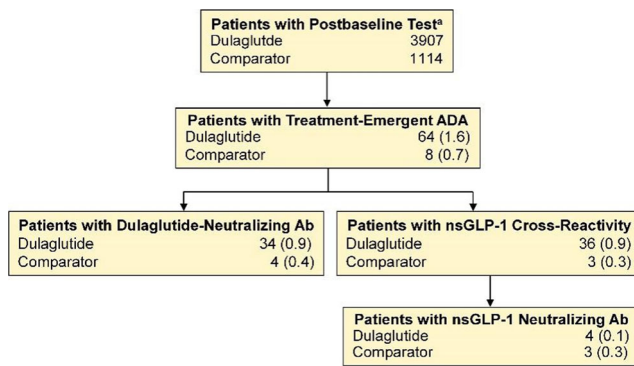 Patients with Postbaseline Testᵃ
Dulaglutde 3907
Comparator 1114
Patients with Treatment-Emergent ADA
Dulaglutide 64 (1.6)
Comparator 8 (0.7)
Patients with Dulaglutide-Neutralizing Ab
Dulaglutide 34 (0.9)
Comparator 4 (0.4)
Patients with nsGLP-1 Cross-Reactivity
Dulaglutide 36 (0.9)
Comparator 3 (0.3)
Patients with nsGLP-1 Neutralizing Ab
Dulaglutide 4 (0.1)
Comparator 3 (0.3)